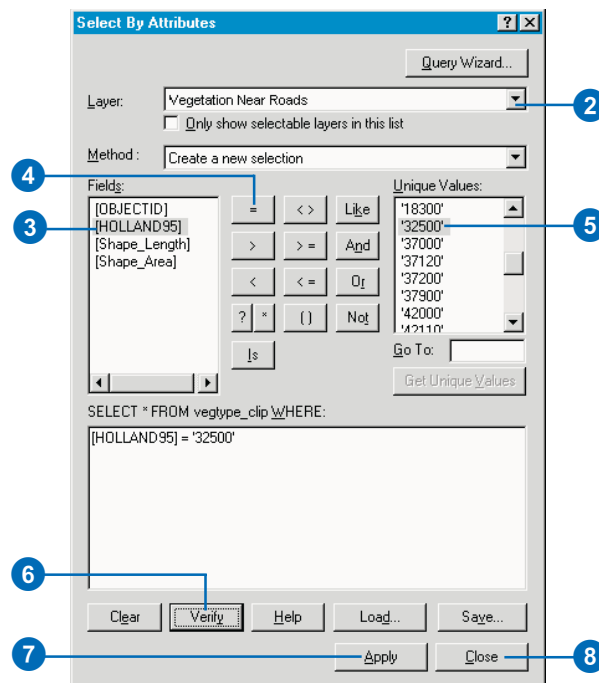 Select By Attributes
Query Wizard...
Layer:
Vegetation Near Roads
2
Only show selectable layers in this list
Method :
Create a new selection
4
Fields:
Unique Values:
[OBJECTID]
= <> Like
'18300'
3
[HOLLAND95]
'32500'
5
[Shape_Length]
> >= And
'37000'
[Shape_Area]
'37120'
< <= Or
'37200'
'37900'
? * () Not
'42000'
'42110'
Is
Go To:
Get Unique Values
SELECT * FROM vegtype_clip WHERE:
[HOLLAND95] = '32500'
6
Clear Verify Help Load... Save...
7
Apply Close
8